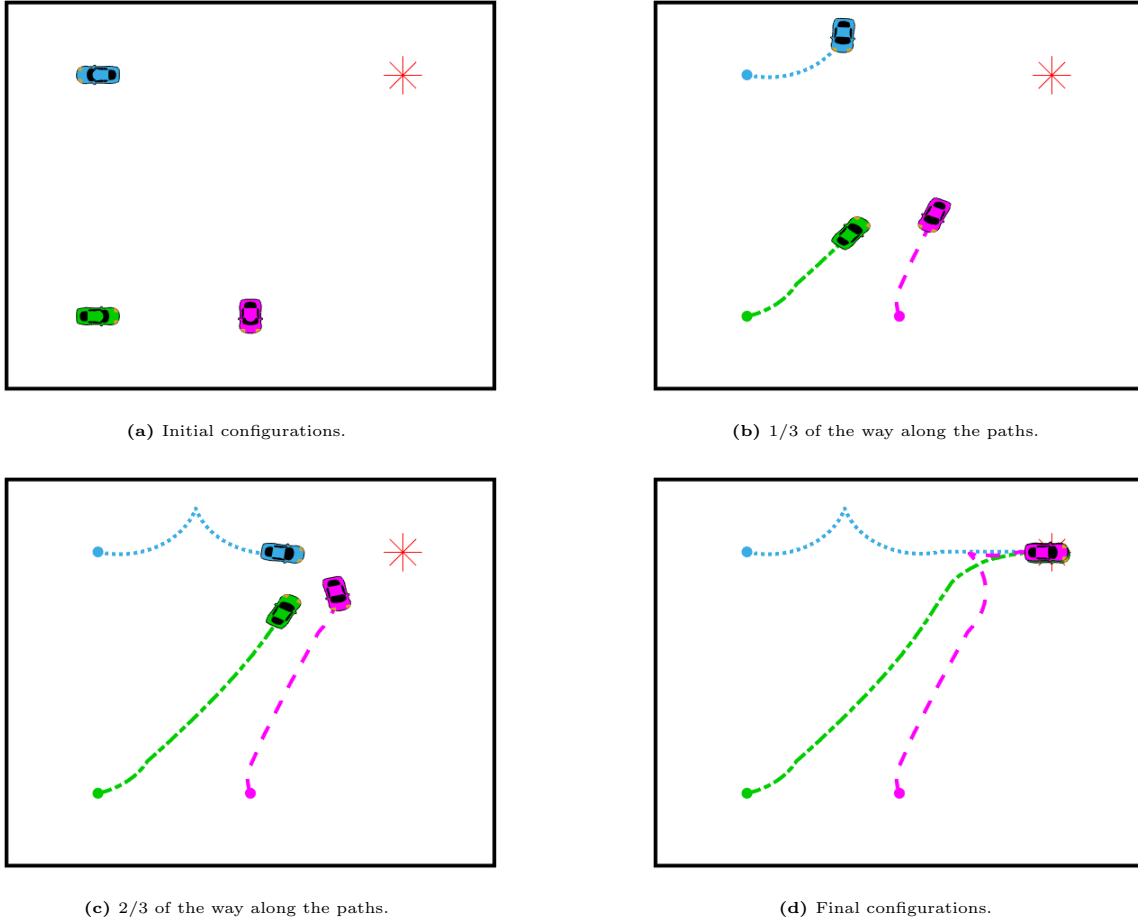 (a) Initial configurations.
(b) 1/3 of the way along the paths.
(c) 2/3 of the way along the paths.
(d) Final configurations.